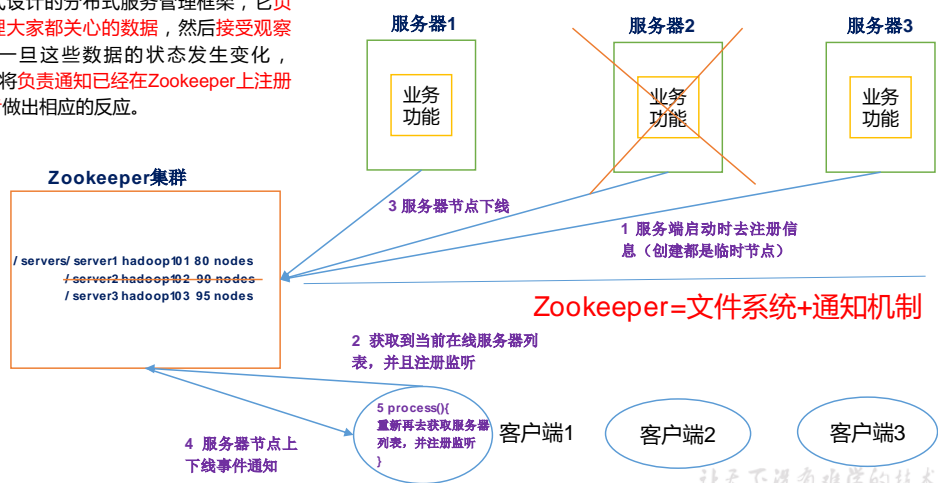 式设计的分布式服务管理框架，它负
理大家都关心的数据，然后接受观察
一旦这些数据的状态发生变化，
将负责通知已经在Zookeeper上注册
做出相应的反应。
服务器1
服务器2
服务器3
业务
功能
业务
功能
业务
功能
Zookeeper集群
/ servers/ server1 hadoop101 80 nodes
/ server2 hadoop102 90 nodes
/ server3 hadoop103 95 nodes
3 服务器节点下线
1 服务端启动时去注册信
息（创建都是临时节点）
Zookeeper=文件系统+通知机制
2 获取到当前在线服务器列
表，并且注册监听
4 服务器节点上
下线事件通知
5 process(){
重新再去获取服务器
列表，并注册监听
}
客户端1
客户端2
客户端3
让天下没有难学的技术